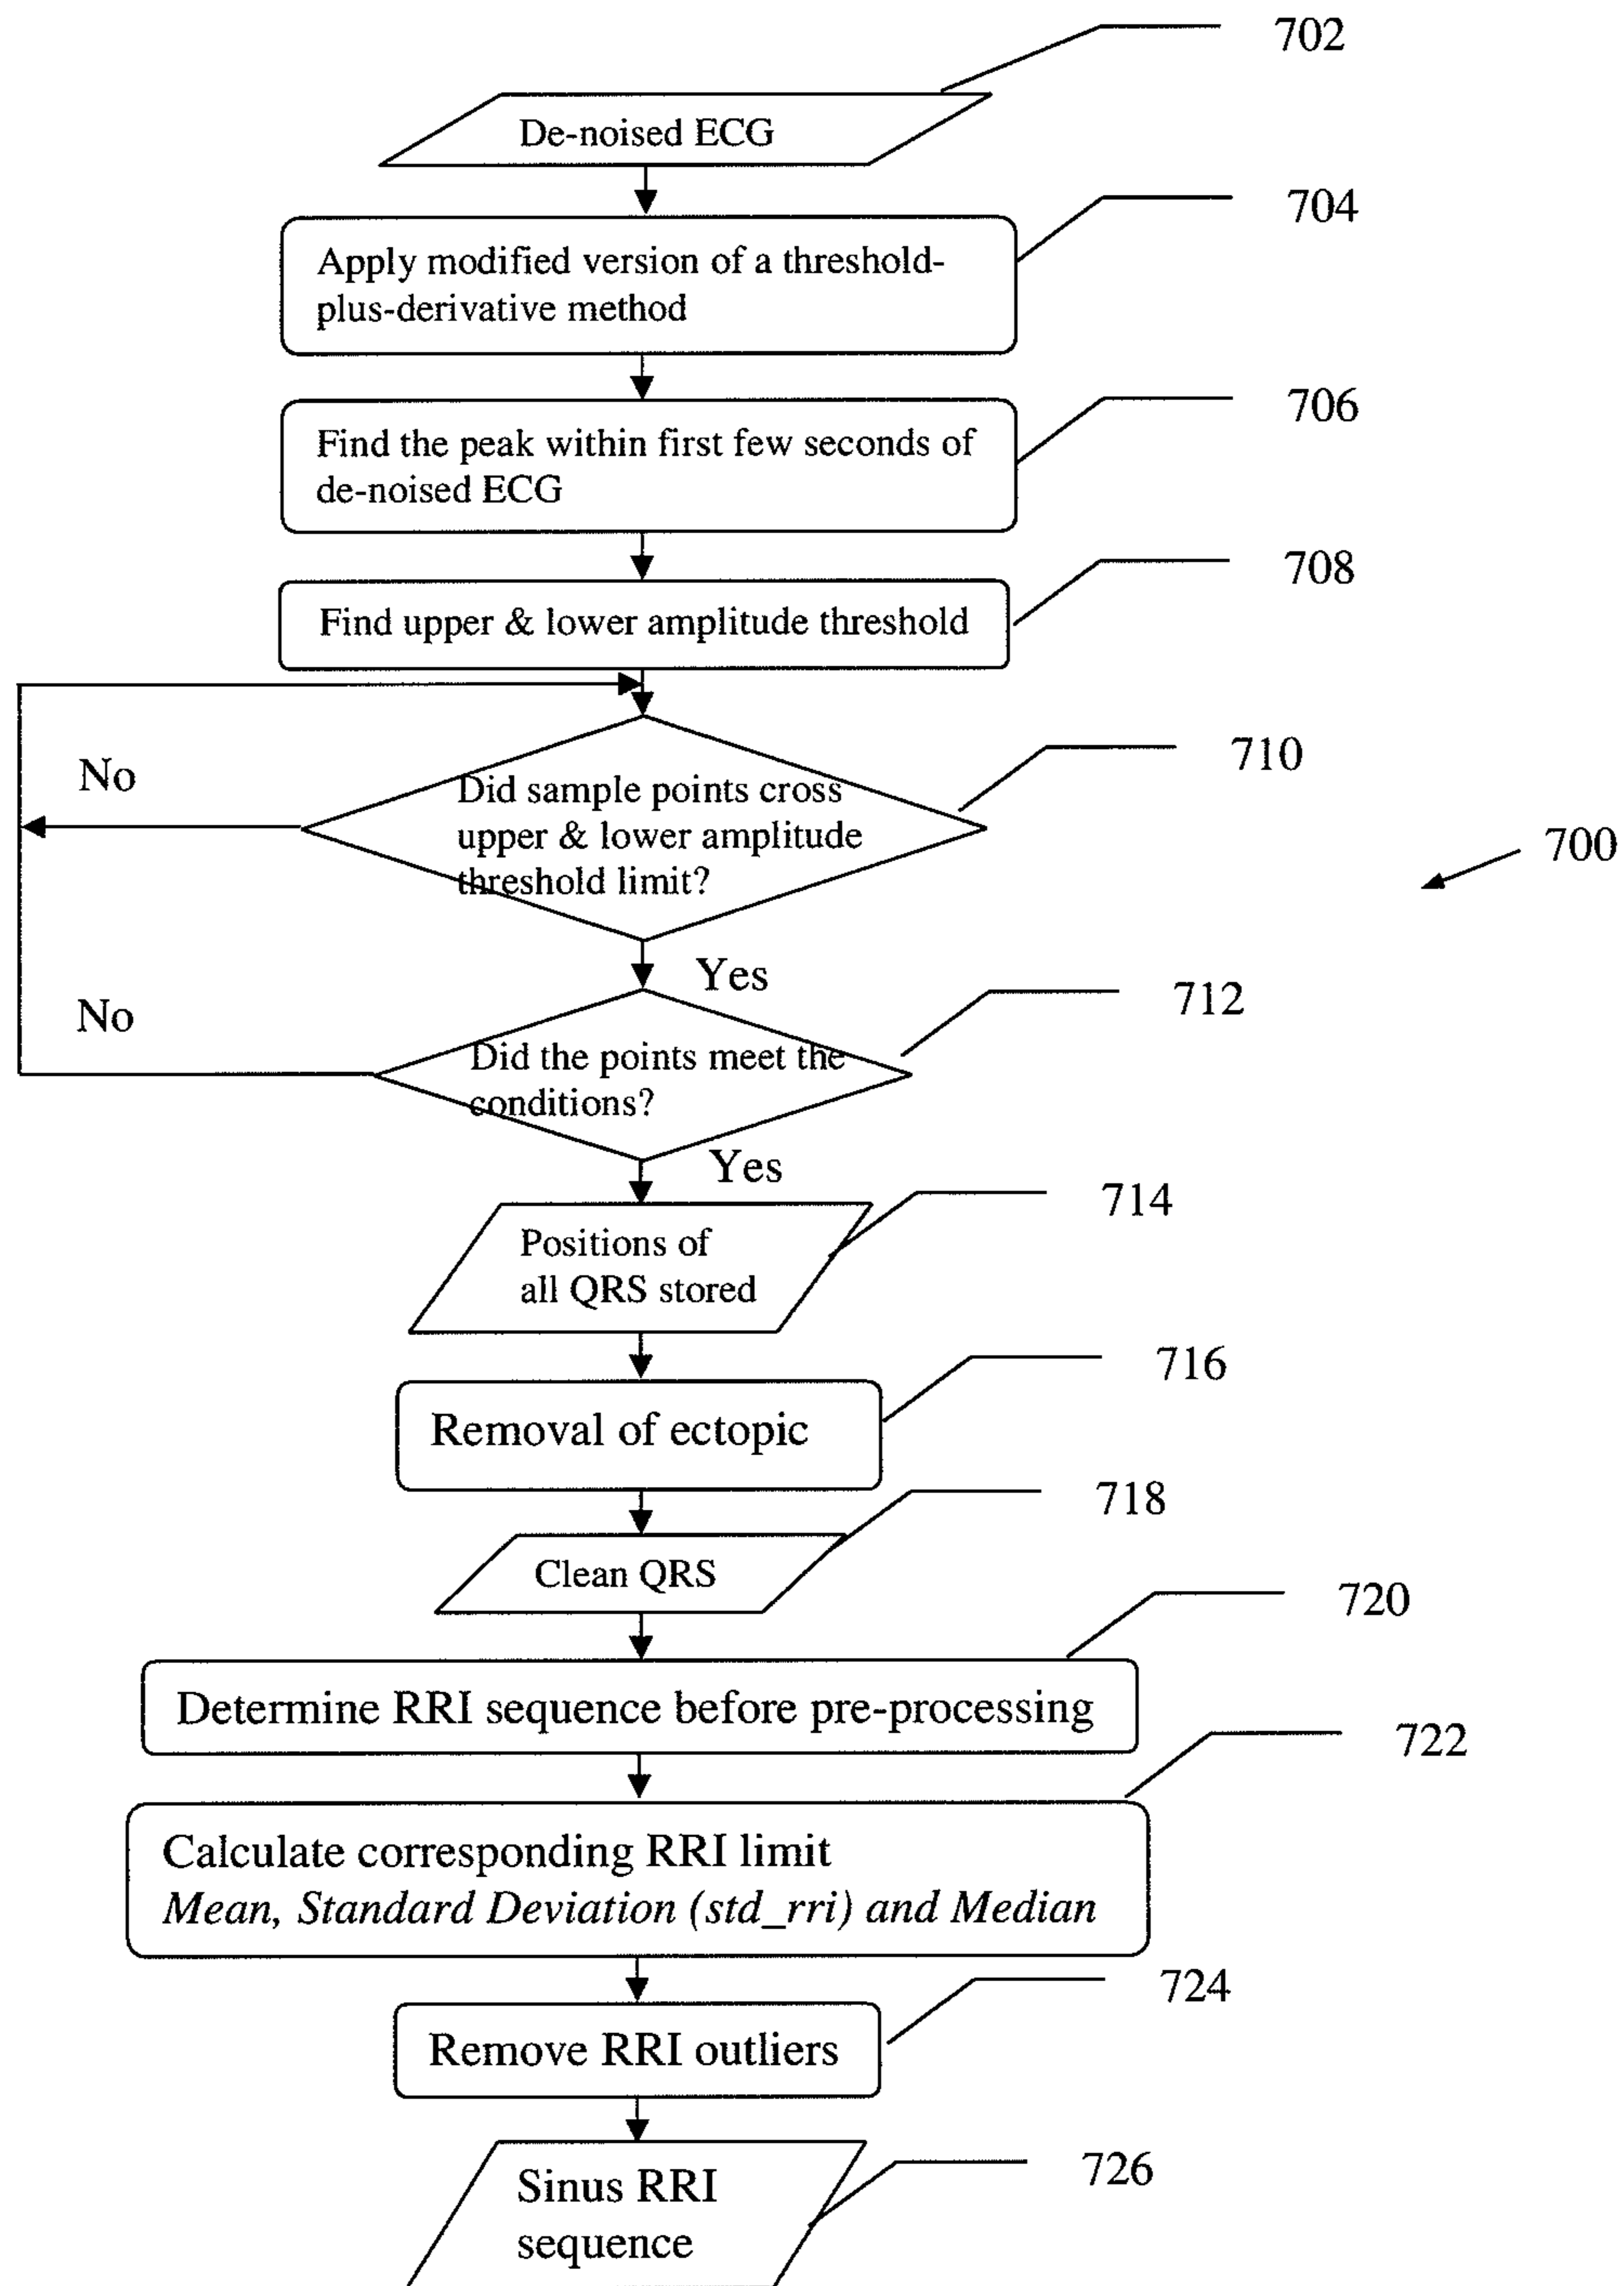 702
De-noised ECG
704
Apply modified version of a threshold-
plus-derivative method
706
Find the peak within first few seconds of
de-noised ECG
708
Find upper & lower amplitude threshold
710
No
Did sample points cross
upper & lower amplitude
threshold limit?
700
Yes
712
No
Did the points meet the
conditions?
Yes
714
Positions of
all QRS stored
716
Removal of ectopic
718
Clean QRS
720
Determine RRI sequence before pre-processing
722
Calculate corresponding RRI limit
Mean, Standard Deviation (std_rri) and Median
724
Remove RRI outliers
726
Sinus RRI
sequence